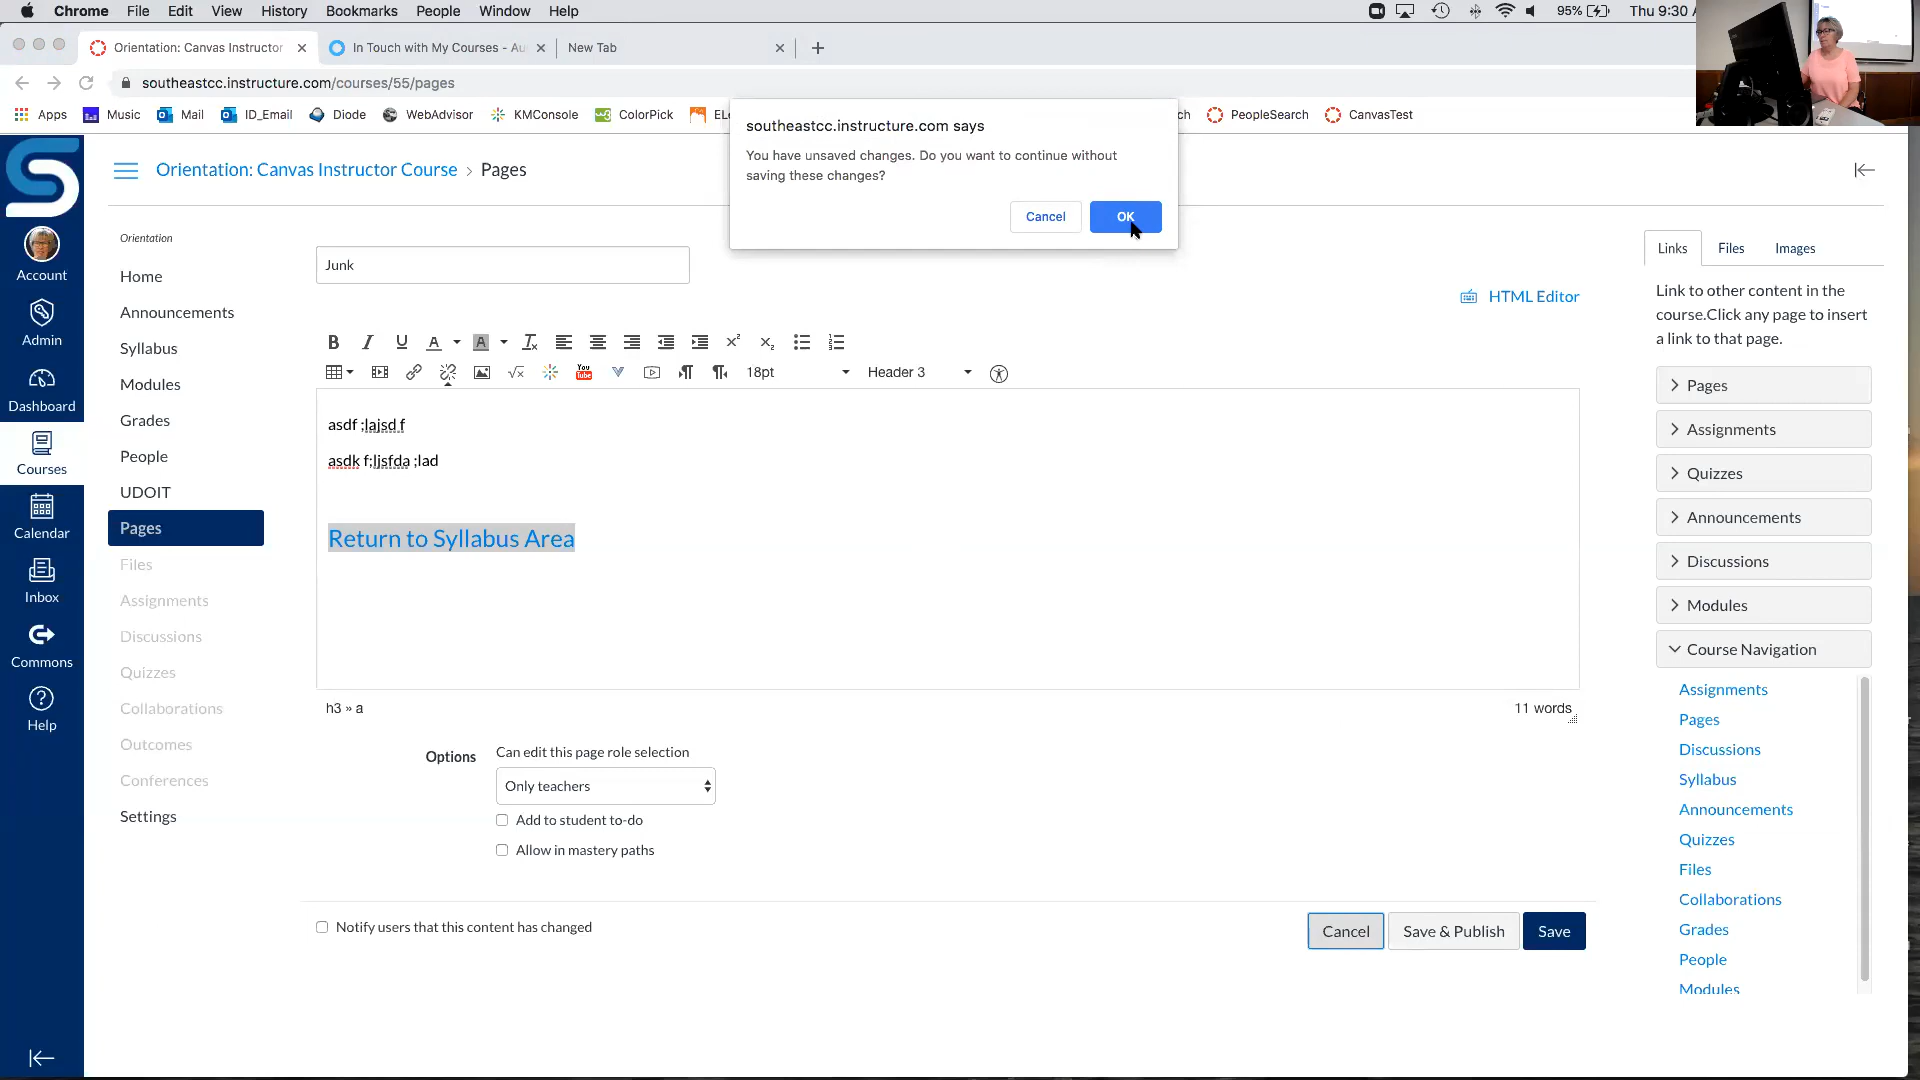 Chrome File Edit View History Bookmarks People Window Help 95% Thu 9:30
Orientation: Canvas Instructor In Touch with My Courses - Au New Tab
southeastcc.instructure.com/courses/55/pages
Apps Music Mail ID_Email Diode WebAdvisor KMConsole ColorPick PeopleSearch CanvasTest
southeastcc.instructure.com says
You have unsaved changes. Do you want to continue without
saving these changes?
Cancel OK
Orientation: Canvas Instructor Course > Pages
Account
Admin
Dashboard
Courses
Calendar
Inbox
Commons
Help
Orientation
Home
Announcements
Syllabus
Modules
Grades
People
UDOIT
Pages
Files
Assignments
Discussions
Quizzes
Collaborations
Outcomes
Conferences
Settings
Junk
HTML Editor
18pt Header 3
asdf ;lajsd f
asdk f;ljsfda ;lad
Return to Syllabus Area
h3 » a 11 words
Options Can edit this page role selection
Only teachers
Add to student to-do
Allow in mastery paths
Notify users that this content has changed
Cancel Save & Publish Save
Links Files Images
Link to other content in the
course.Click any page to insert
a link to that page.
Pages
Assignments
Quizzes
Announcements
Discussions
Modules
Course Navigation
Assignments
Pages
Discussions
Syllabus
Announcements
Quizzes
Files
Collaborations
Grades
People
Modules